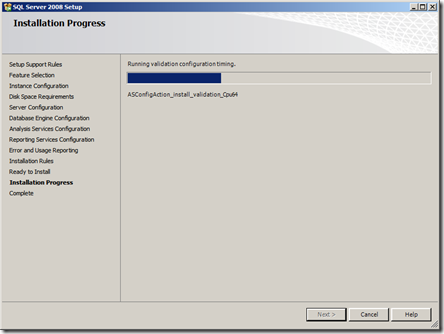 SQL Server 2008 Setup
Installation Progress
Setup Support Rules
Feature Selection
Instance Configuration
Disk Space Requirements
Server Configuration
Database Engine Configuration
Analysis Services Configuration
Reporting Services Configuration
Error and Usage Reporting
Installation Rules
Ready to Install
Installation Progress
Complete
Running validation configuration timing.
ASConfigAction_install_validation_Cpu64
Next >
Cancel
Help